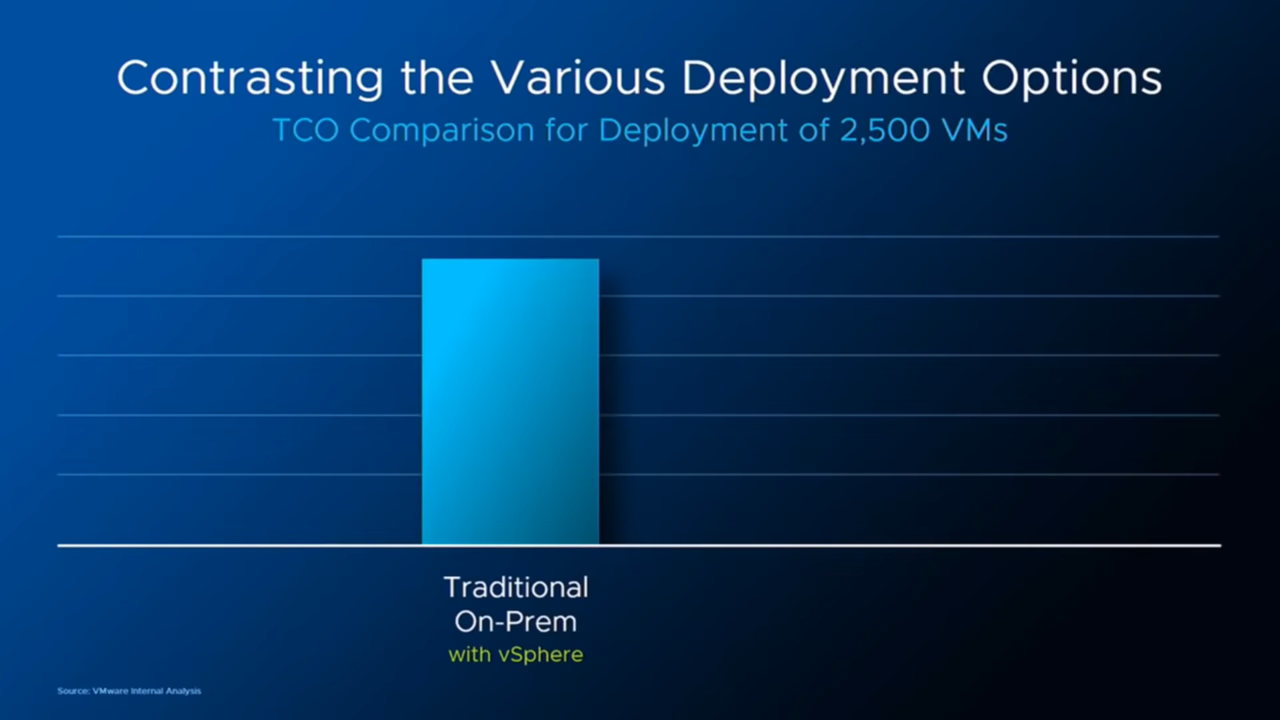 Contrasting the Various Deployment Options
TCO Comparison for Deployment of 2,500 VMs
Traditional
On-Prem
with vSphere
Source: VMware Internal Analysis